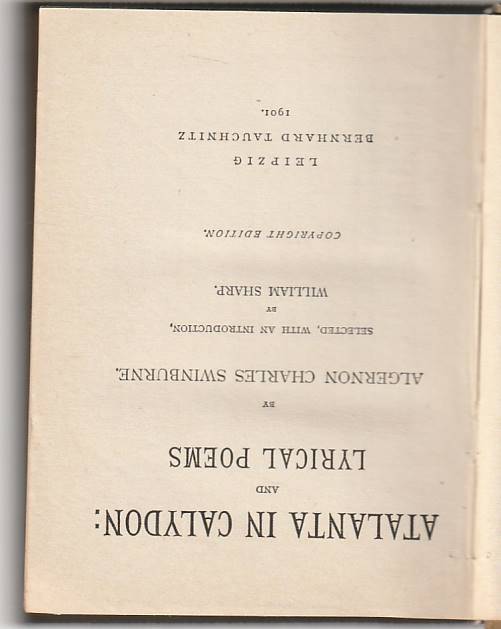 ATALANTA IN CALYDON:
AND
LYRICAL POEMS
BY
ALGERNON CHARLES SWINBURNE.
SELECTED, WITH AN INTRODUCTION,
BY
WILLIAM SHARP.
COPYRIGHT EDITION.
LEIPZIG
BERNHARD TAUCHNITZ
1901.